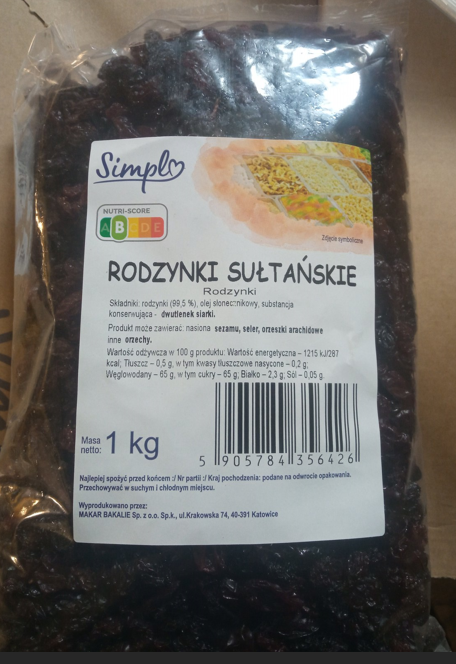 Simpl
NUTRI-SCORE
A B C D E
Zdjęcie symboliczne
RODZYNKI SUŁTAŃSKIE
Rodzynki
Składniki: rodzynki (99,5 %), olej słonecznikowy, substancja
konserwująca - dwutlenek siarki.
Produkt może zawierać: nasiona sezamu, seler, orzeszki arachidowe
inne orzechy.
Wartość odżywcza w 100 g produktu: Wartość energetyczna – 1215 kJ/287
kcal; Tłuszcz – 0,5 g, w tym kwasy tłuszczowe nasycone – 0,2 g;
Węglowodany – 65 g, w tym cukry – 65 g; Białko – 2,3 g; Sól – 0,05 g.
Masa
netto: 1 kg
5 905784 356426
Najlepiej spożyć przed końcem :/ Nr partii :/ Kraj pochodzenia: podane na odwrocie opakowania.
Przechowywać w suchym i chłodnym miejscu.
Wyprodukowano przez:
MAKAR BAKALIE Sp. z o.o. Sp.k., ul.Krakowska 74, 40-391 Katowice